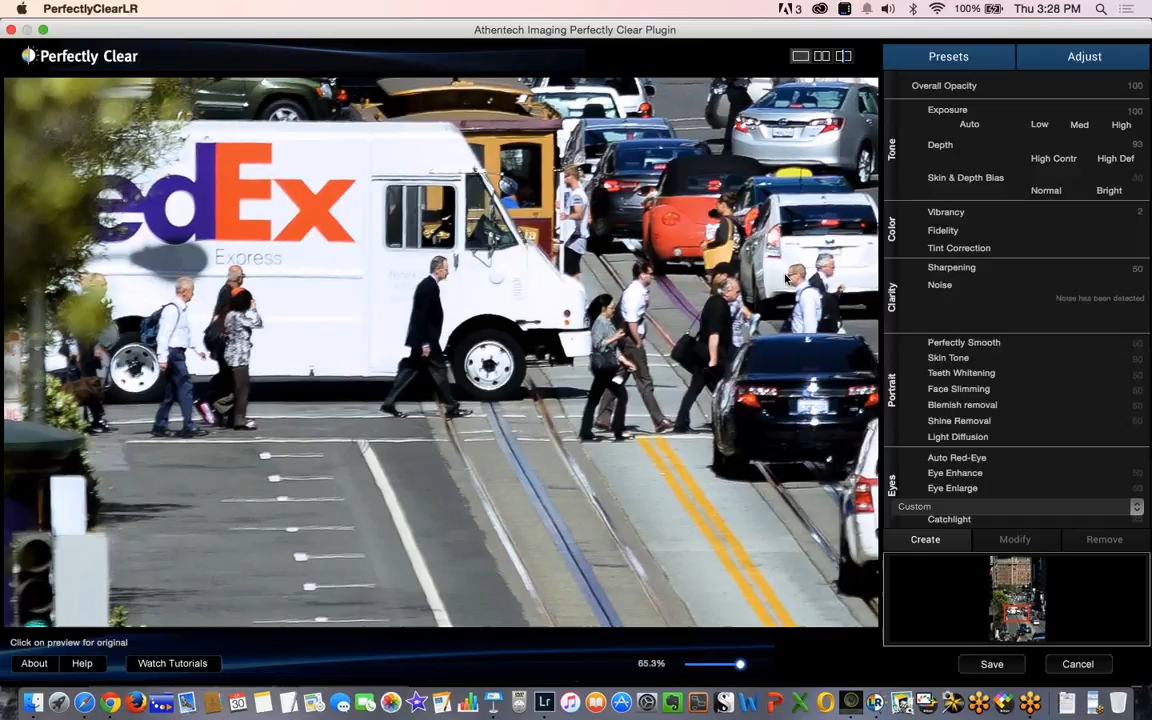 PerfectlyClearLR
3
100%
Thu 3:28 PM
Athentech Imaging Perfectly Clear Plugin
Perfectly Clear
Presets
Adjust
Overall Opacity 100
Tone
Exposure 100
Auto Low Med High
Depth 93
High Contr High Def
Skin & Depth Bias 30
Normal Bright
Color
Vibrancy 2
Fidelity
Tint Correction
Clarity
Sharpening 50
Noise
Noise has been detected
Portrait
Perfectly Smooth
Skin Tone
Teeth Whitening
Face Slimming
Blemish removal
Shine Removal
Light Diffusion
Eyes
Auto Red-Eye
Eye Enhance
Eye Enlarge
Custom
Catchlight
Create Modify Remove
edEx
Express
Click on preview for original
About Help Watch Tutorials
65.3%
Save Cancel
30
Lr